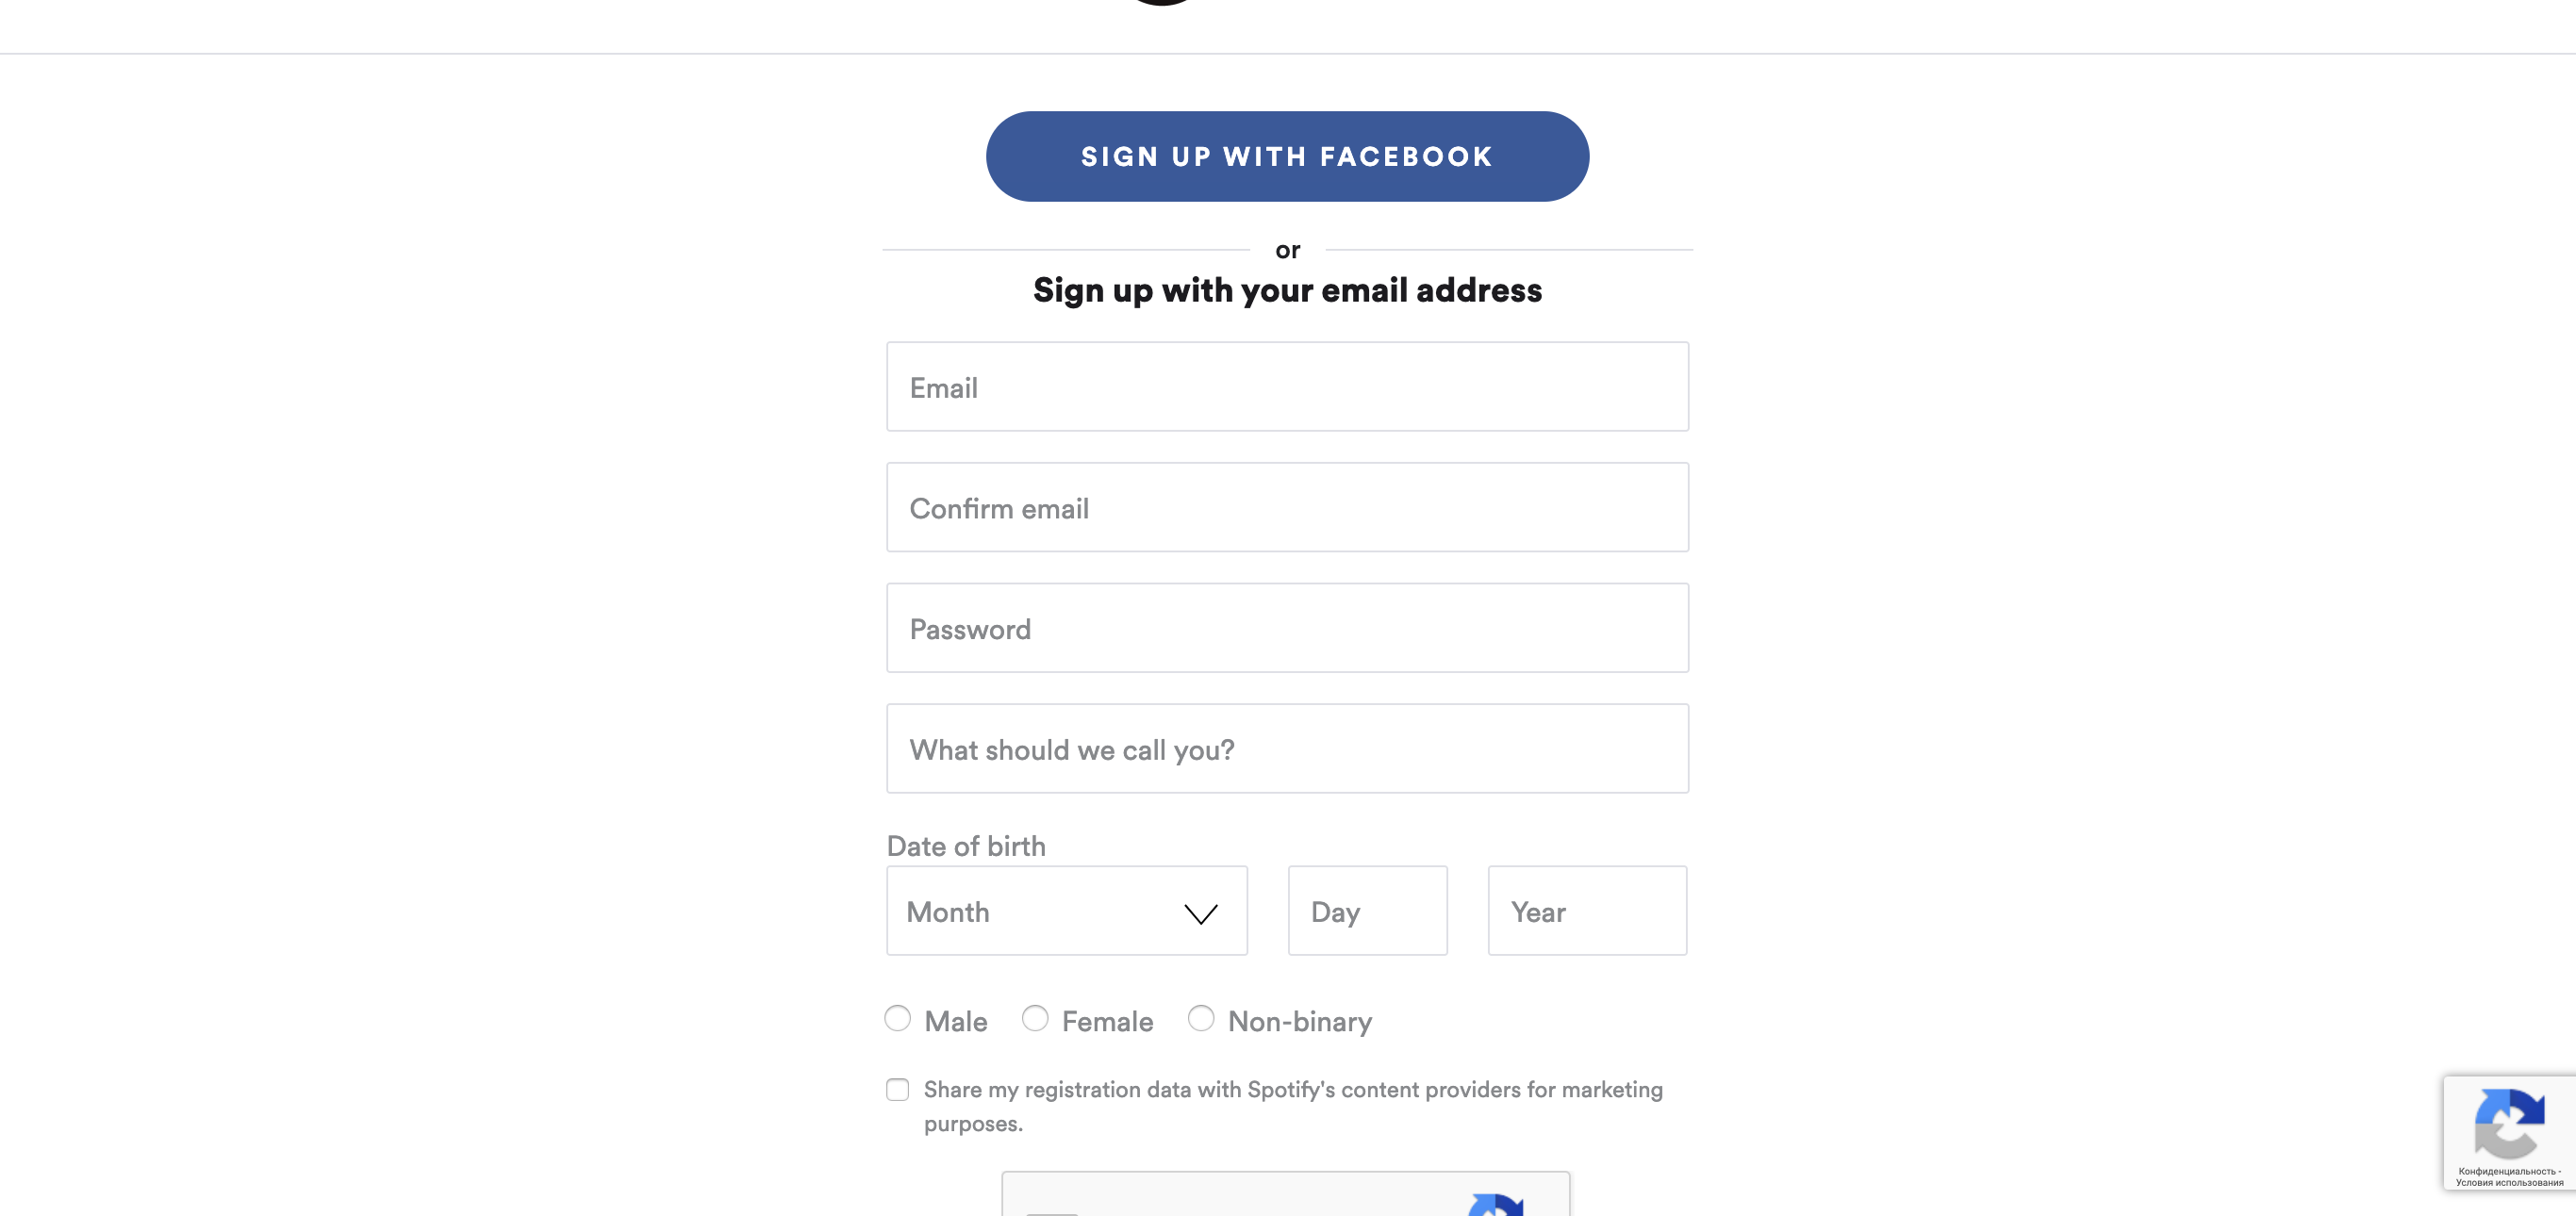 SIGN UP WITH FACEBOOK
or
Sign up with your email address
Email
Confirm email
Password
What should we call you?
Date of birth
Month
Day
Year
Male
Female
Non-binary
Share my registration data with Spotify's content providers for marketing
purposes.
Конфиденциальность -
Условия использования